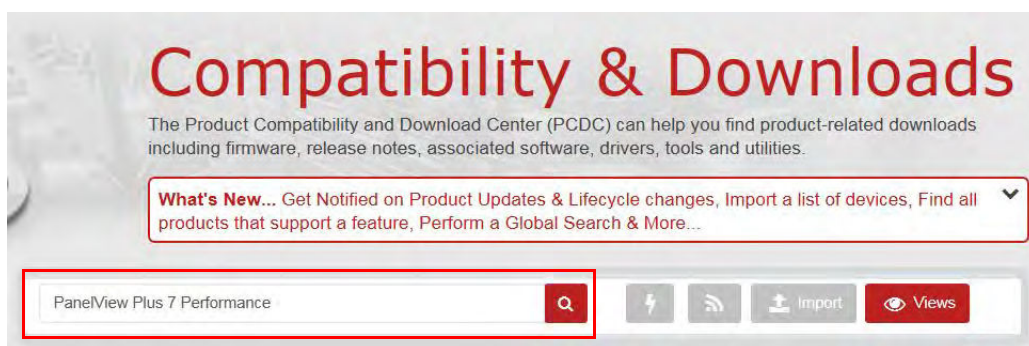 Compatibility & Downloads
The Product Compatibility and Download Center (PCDC) can help you find product-related downloads
including firmware, release notes, associated software, drivers, tools and utilities.
What's New... Get Notified on Product Updates & Lifecycle changes, Import a list of devices, Find all
products that support a feature, Perform a Global Search & More...
PanelView Plus 7 Performance Import Views